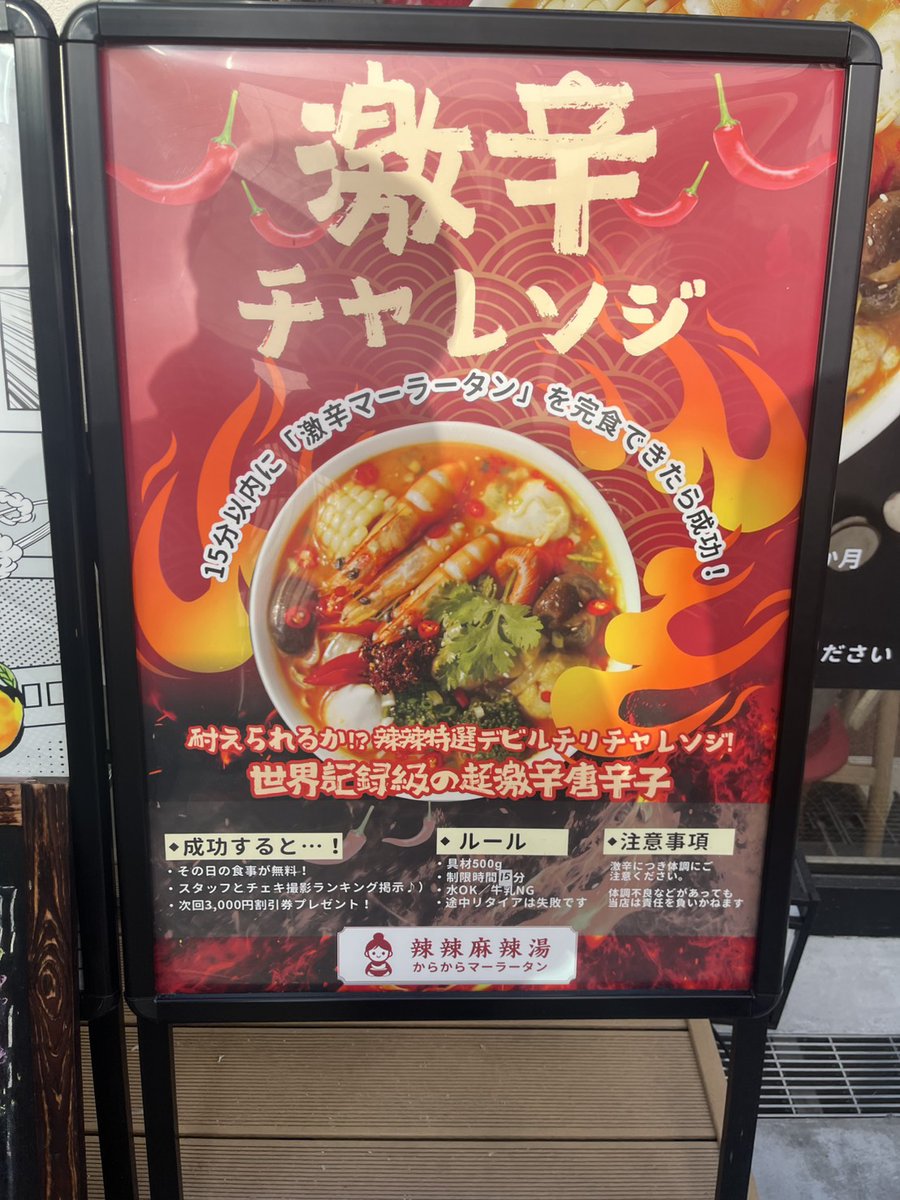 激辛
チャレンジ
15分以内に「激辛マーラータン」を完食できたら成功！
耐えられるか!?辣辣特選デビルチリチャレンジ!
世界記録級の超激辛唐辛子
◆成功すると…！
・その日の食事が無料！
・スタッフとチェキ撮影ランキング掲示♪）
・次回3,000円割引券プレゼント！
◆ルール
・具材500g
・制限時間15分
・水OK／牛乳NG
・途中リタイアは失敗です
◆注意事項
激辛につき体調にご
注意ください。
体調不良などがあっても
当店は責任を負いかねます
辣辣麻辣湯
からからマーラータン
か月
ださい